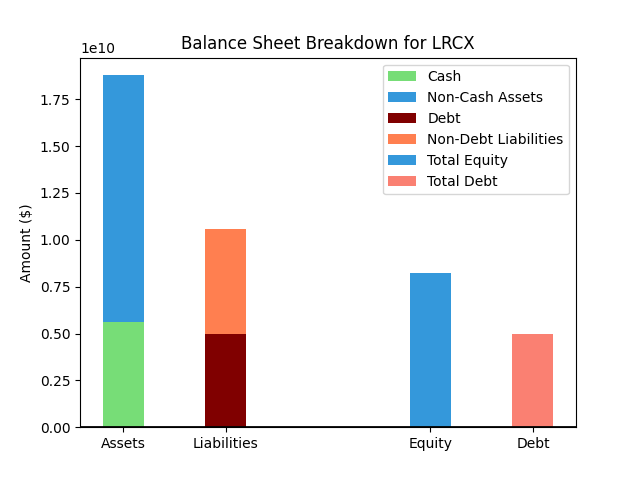 Balance Sheet Breakdown for LRCX
1e10
Cash
Non-Cash Assets
Debt
Non-Debt Liabilities
Total Equity
Total Debt
Amount ($)
1.75
1.50
1.25
1.00
0.75
0.50
0.25
0.00
Assets Liabilities Equity Debt